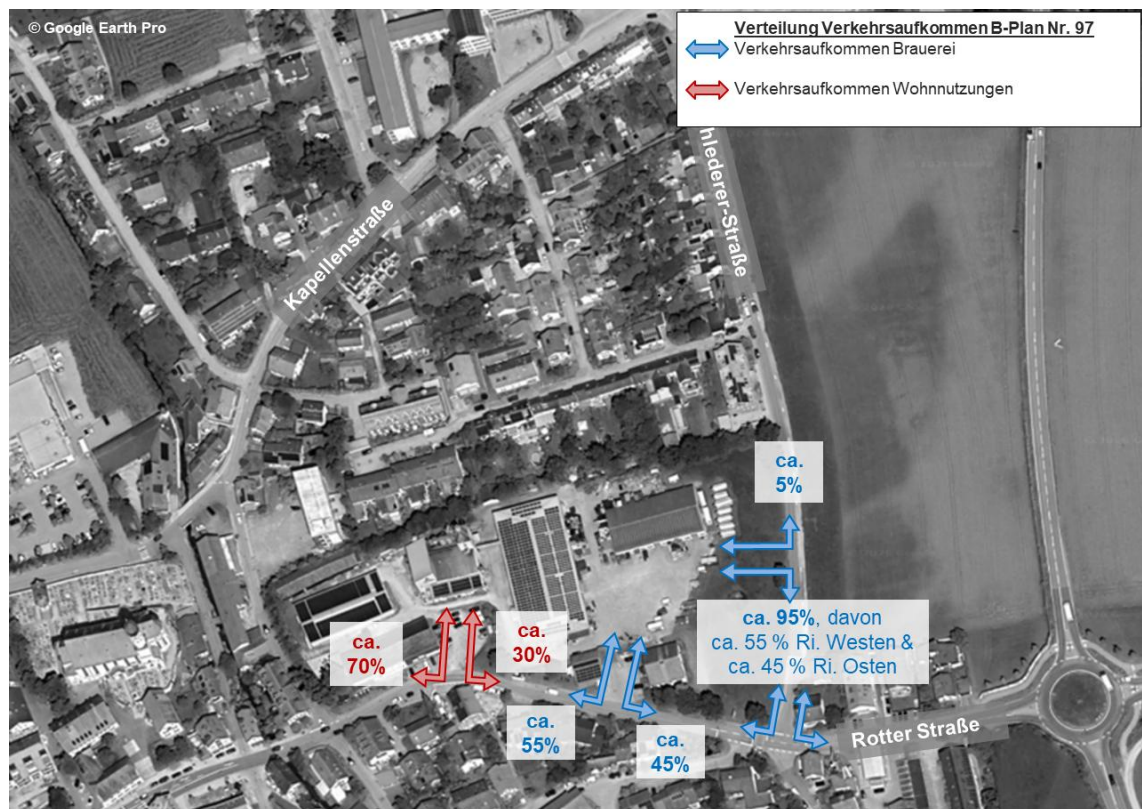 © Google Earth Pro
Verteilung Verkehrsaufkommen B-Plan Nr. 97
Verkehrsaufkommen Brauerei
Verkehrsaufkommen Wohnnutzungen
hlederer-Straße
Kapellenstraße
ca.
5%
ca. 95%, davon
ca. 55 % Ri. Westen &
ca. 45 % Ri. Osten
ca.
70%
ca.
30%
ca.
55%
ca.
45%
Rotter Straße